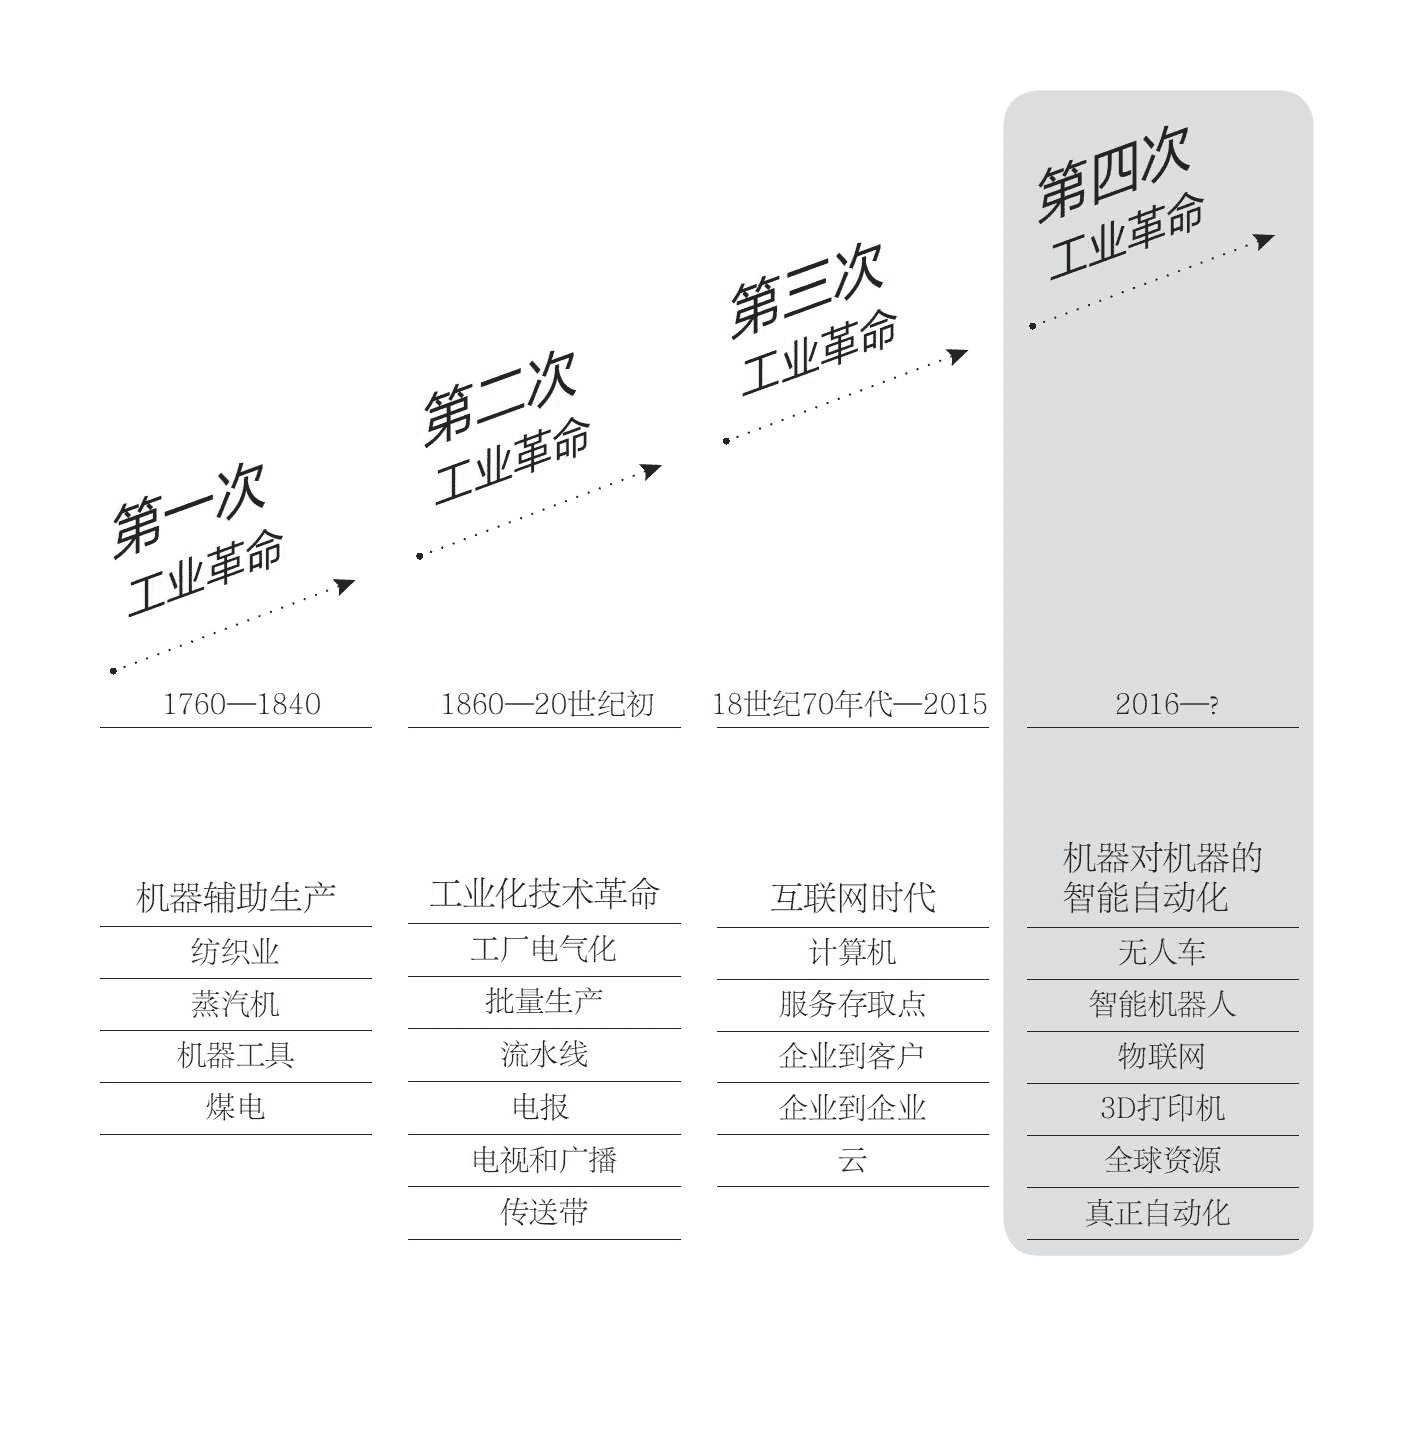 第一次
工业革命
1760—1840
机器辅助生产
纺织业
蒸汽机
机器工具
煤电
第二次
工业革命
1860—20世纪初
工业化技术革命
工厂电气化
批量生产
流水线
电报
电视和广播
传送带
第三次
工业革命
18世纪70年代—2015
互联网时代
计算机
服务存取点
企业到客户
企业到企业
云
第四次
工业革命
2016—?
机器对机器的
智能自动化
无人车
智能机器人
物联网
3D打印机
全球资源
真正自动化